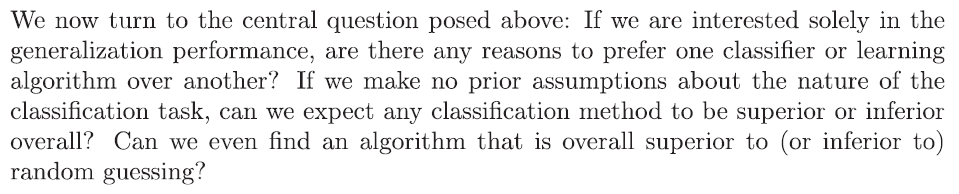 We now turn to the central question posed above: If we are interested solely in the
generalization performance, are there any reasons to prefer one classifier or learning
algorithm over another? If we make no prior assumptions about the nature of the
classification task, can we expect any classification method to be superior or inferior
overall? Can we even find an algorithm that is overall superior to (or inferior to)
random guessing?